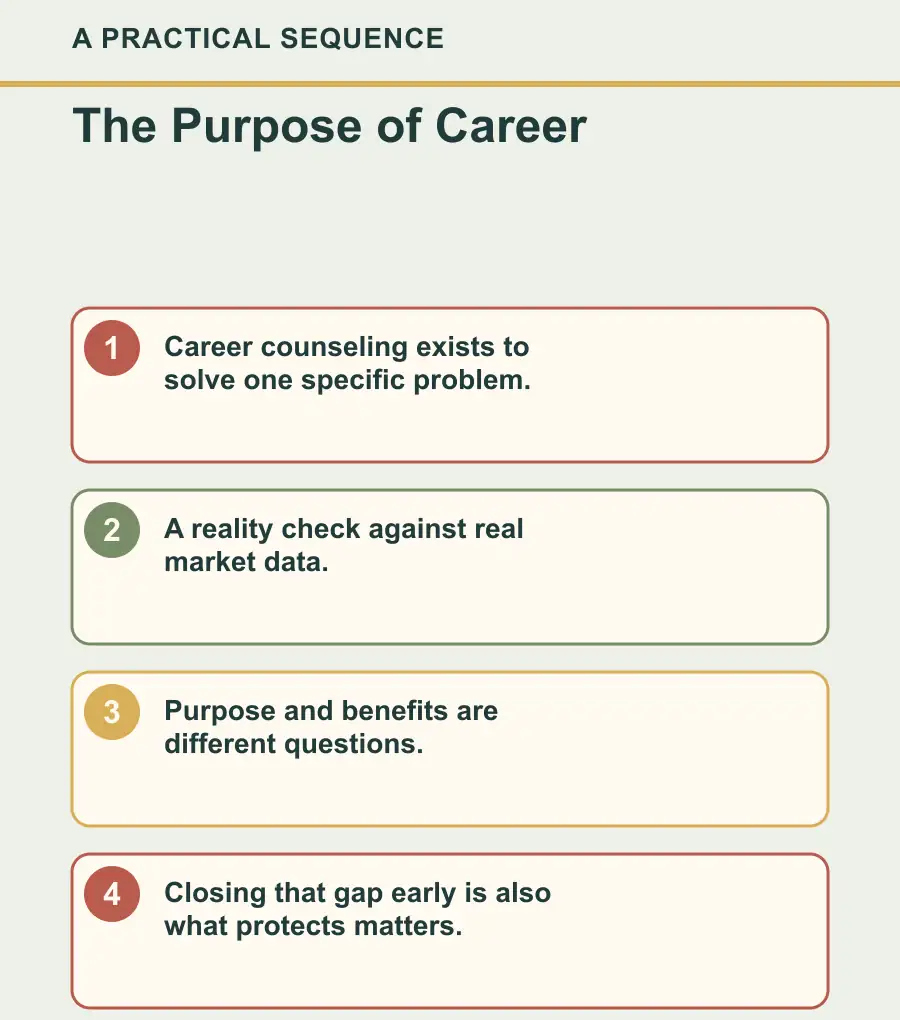 A PRACTICAL SEQUENCE
The Purpose of Career
1
Career counseling exists to
solve one specific problem.
2
A reality check against real
market data.
3
Purpose and benefits are
different questions.
4
Closing that gap early is also
what protects matters.